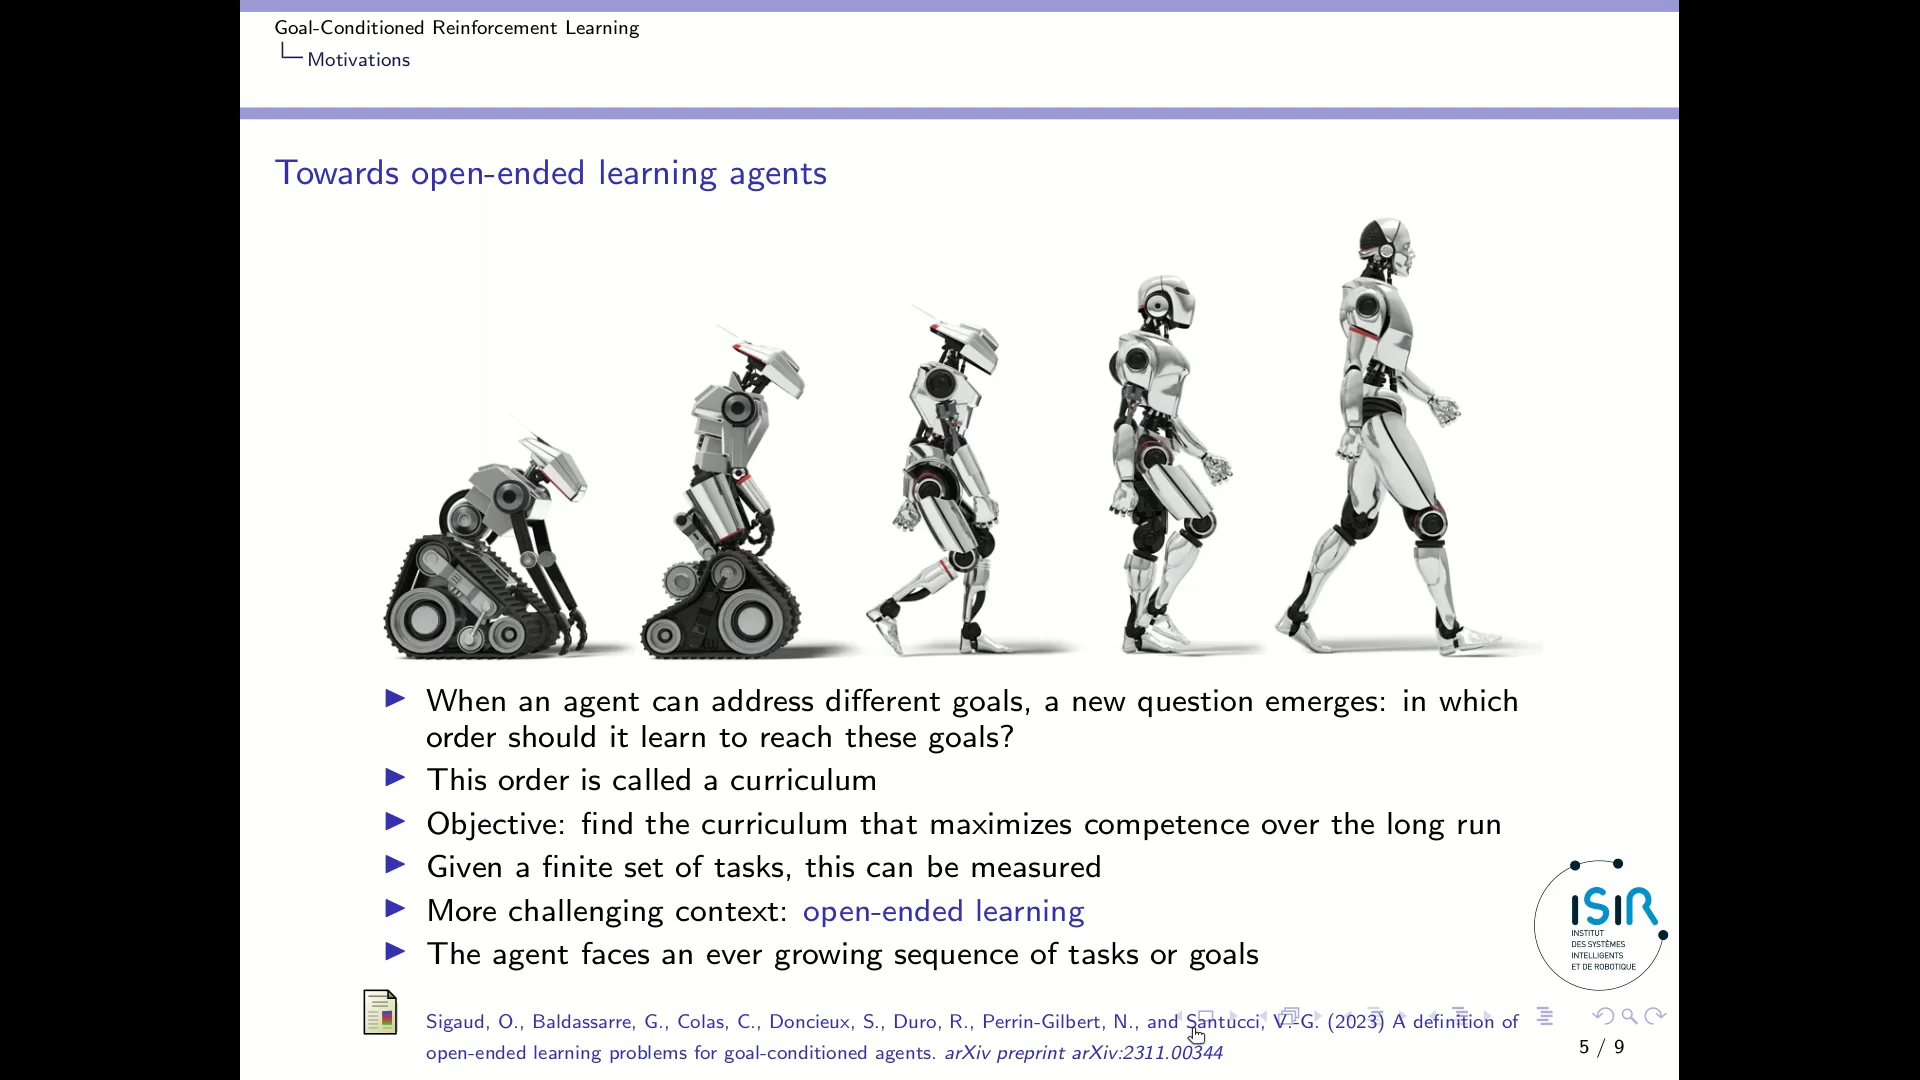 Goal-Conditioned Reinforcement Learning
Motivations
Towards open-ended learning agents
When an agent can address different goals, a new question emerges: in which
order should it learn to reach these goals?
This order is called a curriculum
Objective: find the curriculum that maximizes competence over the long run
Given a finite set of tasks, this can be measured
More challenging context: open-ended learning
The agent faces an ever growing sequence of tasks or goals
ISIR
INSTITUT
DES SYSTÈMES
INTELLIGENTS
ET DE ROBOTIQUE
Sigaud, O., Baldassarre, G., Colas, C., Doncieux, S., Duro, R., Perrin-Gilbert, N., and Santucci, V.-G. (2023) A definition of
open-ended learning problems for goal-conditioned agents. arXiv preprint arXiv:2311.00344
5 / 9